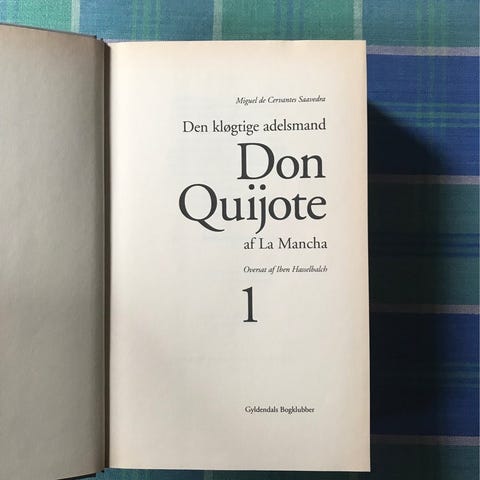 Miguel de Cervantes Saavedra
Den kløgtige adelsmand
Don
Quijote
af La Mancha
Oversat af Iben Hasselbalch
1
Gyldendals Bogklubber